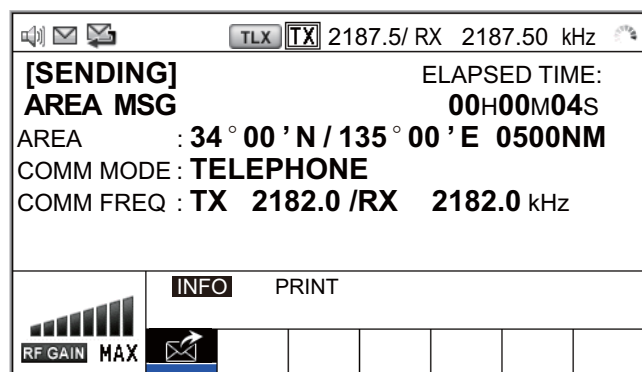 TLX TX 2187.5/ RX 2187.50 kHz
[SENDING] ELAPSED TIME:
AREA MSG 00H00M04S
AREA : 34°00'N / 135°00'E 0500NM
COMM MODE : TELEPHONE
COMM FREQ : TX 2182.0 /RX 2182.0 kHz
INFO PRINT
RF GAIN MAX